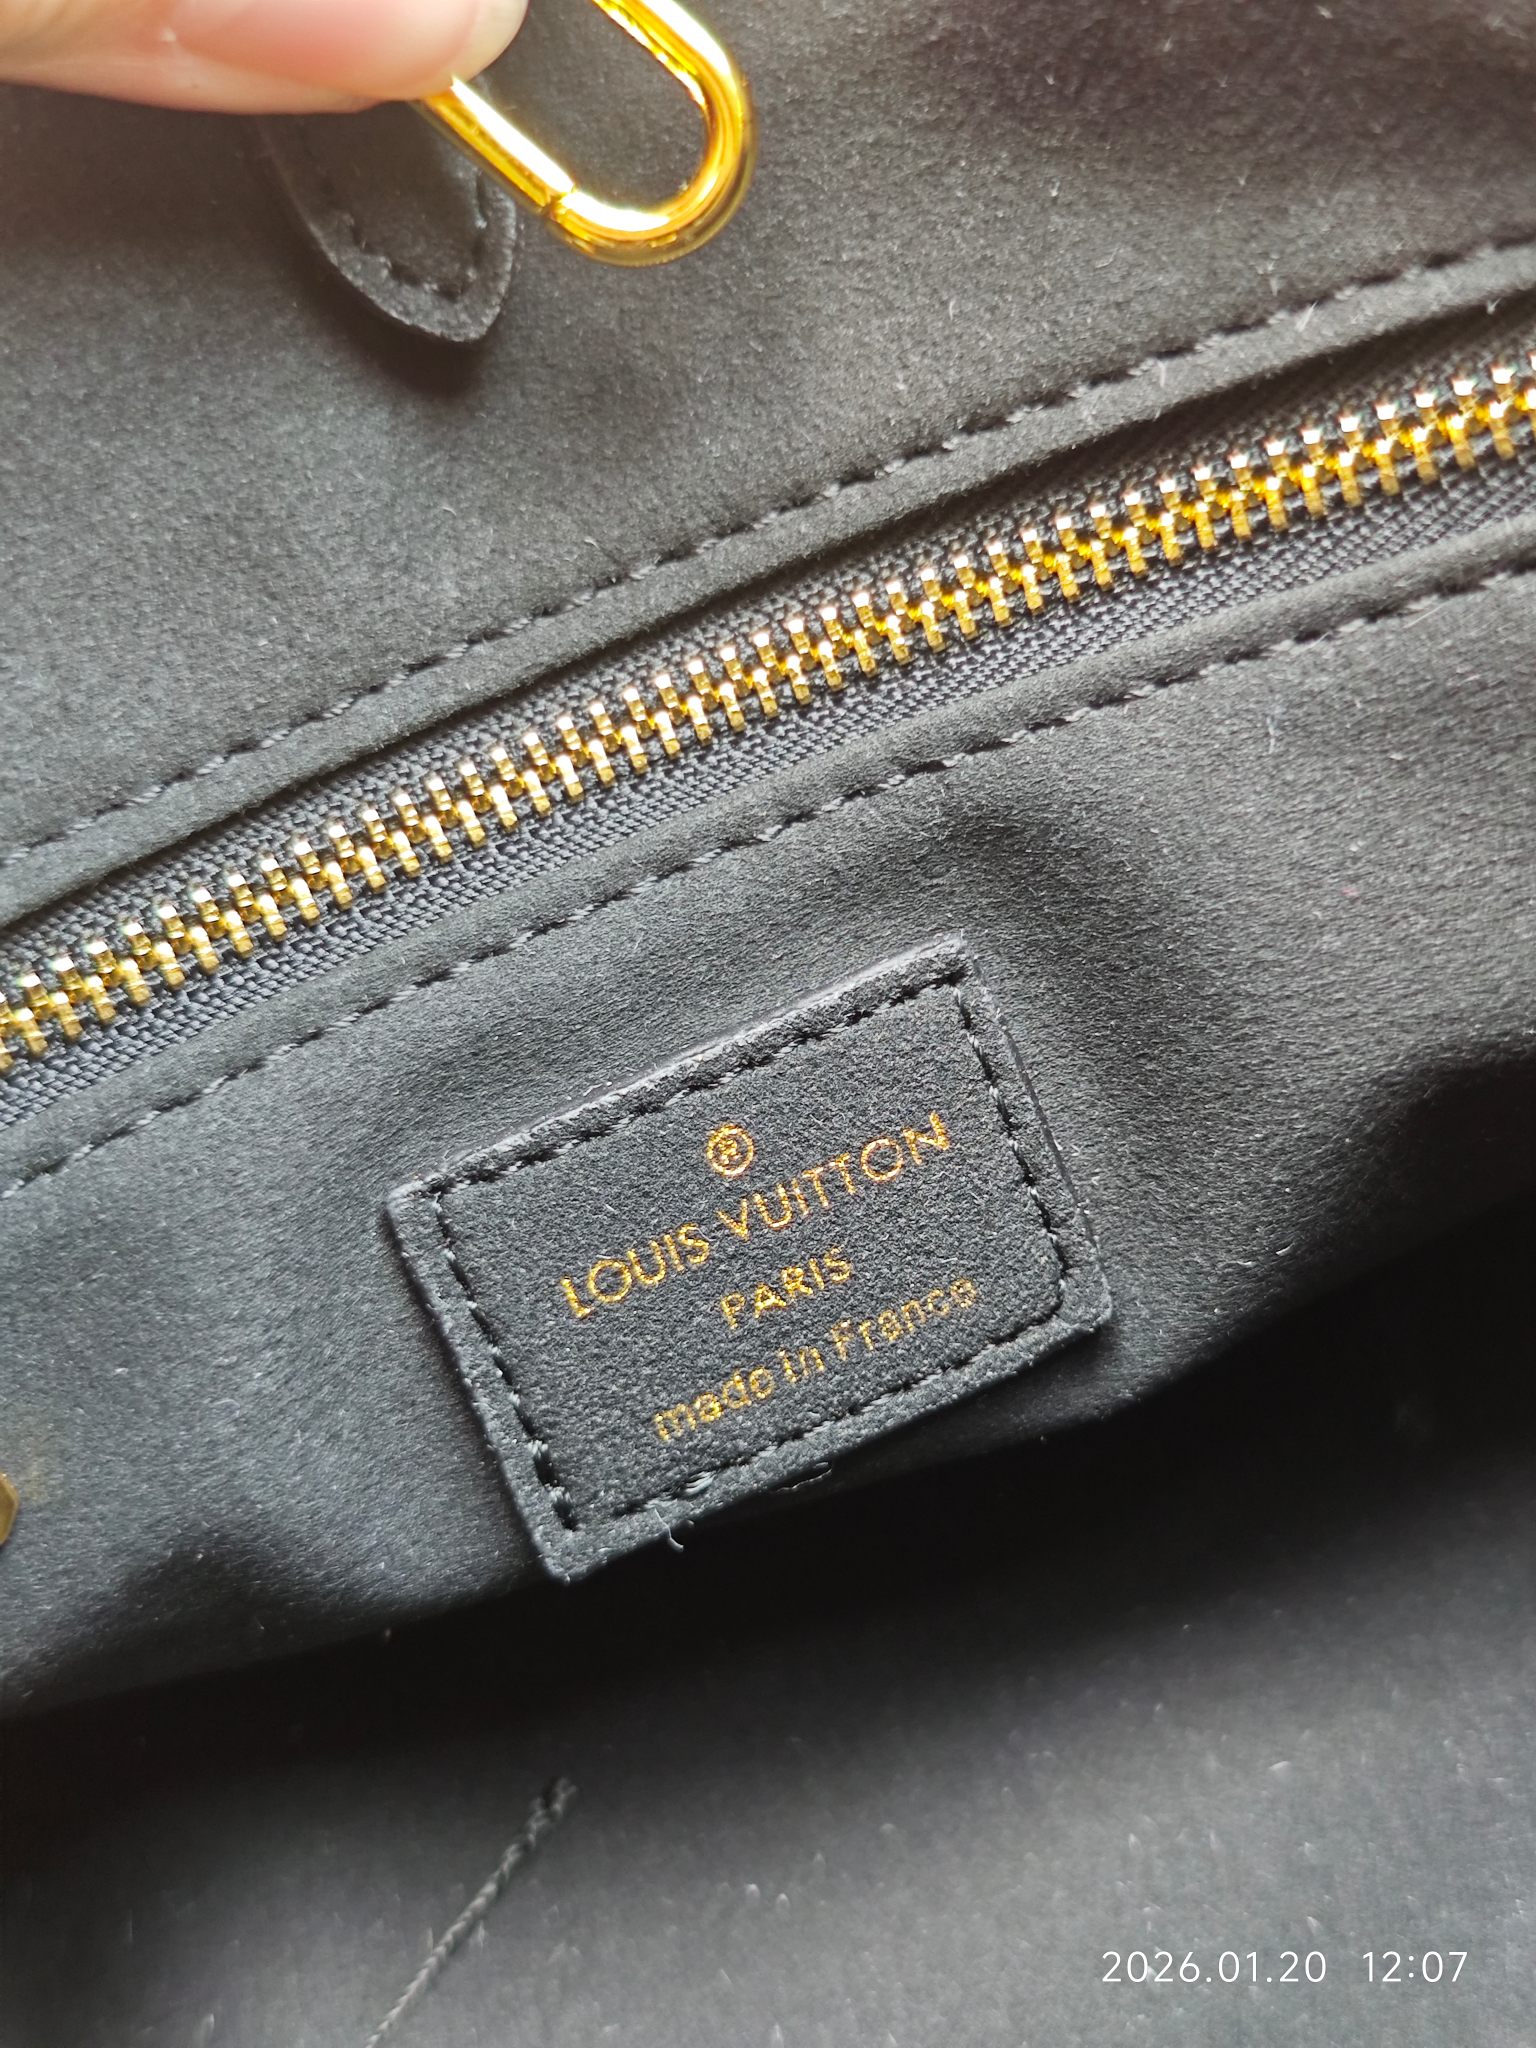 ®
LOUIS VUITTON
PARIS
made in France
2026.01.20 12:07